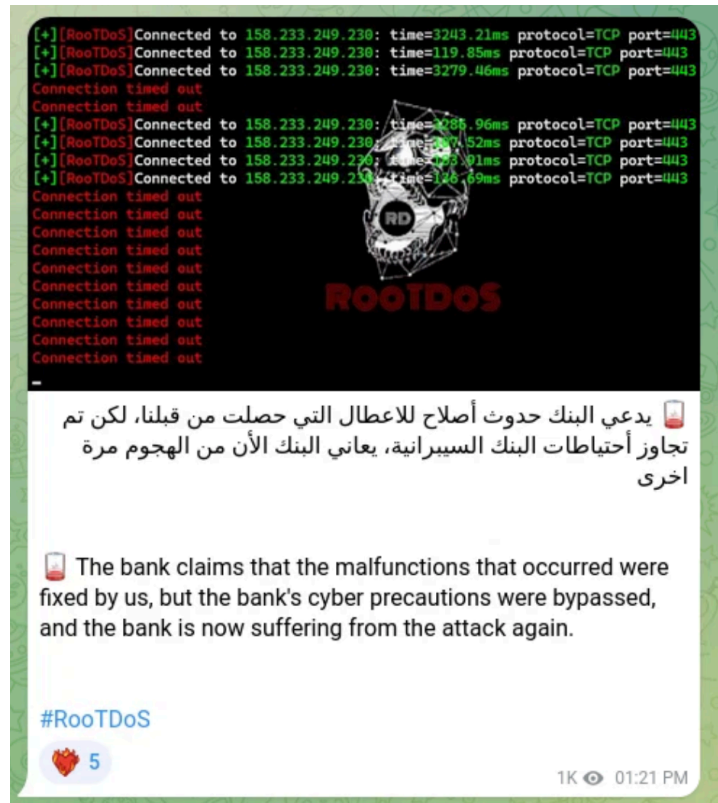 [+][RooTDoS]Connected to 158.233.249.230: time=3243.21ms protocol=TCP port=443
[+][RooTDoS]Connected to 158.233.249.230: time=119.85ms protocol=TCP port=443
[+][RooTDoS]Connected to 158.233.249.230: time=3279.46ms protocol=TCP port=443
Connection timed out
Connection timed out
[+][RooTDoS]Connected to 158.233.249.230: protocol=TCP port=443
[+][RooTDoS]Connected to 158.233.249.230: protocol=TCP port=443
[+][RooTDoS]Connected to protocol=TCP port=443
[+][RooTDoS]Connected to protocol=TCP port=443
Connection timed out
Connection timed out
Connection timed out
Connection timed out
Connection timed out
Connection timed out
Connection timed out
Connection timed out
Connection timed out
Connection timed out
RD
ROOTDOS
يدعي البنك حدوث أصلاح للاعطال التي حصلت من قبلنا، لكن تم
تجاوز أحتياطات البنك السيبرانية، يعاني البنك الأن من الهجوم مرة
اخرى
The bank claims that the malfunctions that occurred were
fixed by us, but the bank's cyber precautions were bypassed,
and the bank is now suffering from the attack again.
#RooTDoS
5
1K 01:21 PM